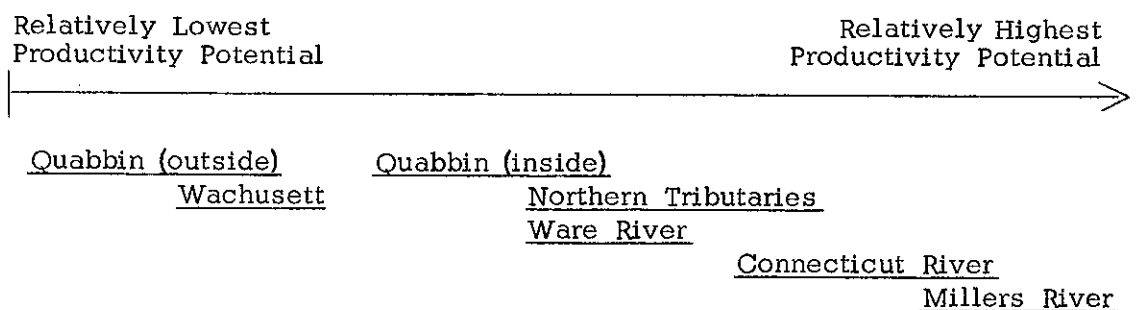 Relatively Lowest
Productivity Potential
Relatively Highest
Productivity Potential
Quabbin (outside)
Quabbin (inside)
Wachusett
Northern Tributaries
Ware River
Connecticut River
Millers River